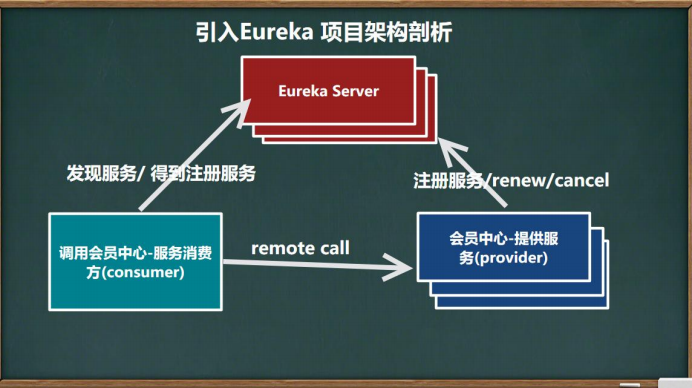 引入Eureka 项目架构剖析
Eureka Server
发现服务/ 得到注册服务
注册服务/renew/cancel
调用会员中心-服务消费
方(consumer)
remote call
会员中心-提供服
务(provider)